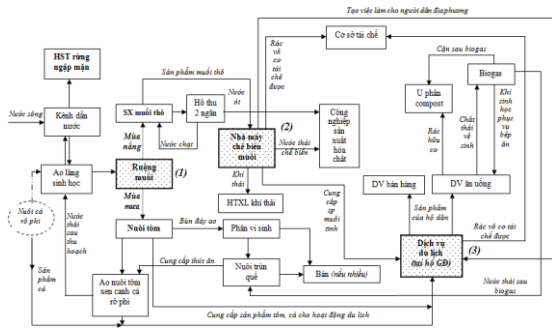 Tạo việc làm cho người dân địa phương
HST rừng
ngập mặn
Sản phẩm muối thô
Rác
vô cơ
tái
chế
được
Cơ sở tái chế
Cặn sau biogas
Biogas
Nước sông
Kênh dẫn
nước
SX muối thô
Hồ thu
2 ngăn
Nước
ót
(2)
U phân
compost
Chất
thải
vệ
sinh
Khí
sinh
học
phục
vụ
bếp
ăn
Mùa
nắng
Nước chạt
Nhà máy
chế biến
muối
Nước thải
chế biến
Công
nghiệp
sản
xuất
hóa
chất
Rác
hữu
cơ
Ao lắng
sinh học
Ruộng
muối
(1)
Khí
thải
Cung
cấp
sp
muối
tinh
DV bán hàng
DV ăn uống
Nuôi cá
rô phi
Mùa
mưa
HTXL khí thải
Sản phẩm
của hộ dân
Rác vô cơ tái
chế được
Nước
thải
sau
thu
hoạch
Nuôi tôm
Bùn đáy ao
Phân vi sinh
Dịch vụ
du lịch
(tại hộ GĐ)
(3)
Sản
phẩm
cá
Cung cấp thức ăn
Nuôi trùn
quế
Bán (nếu nhiều)
Nước thải sau
biogas
Ao nuôi tôm
xen canh cá
rô phi
Cung cấp sản phẩm tôm, cá cho hoạt động du lịch